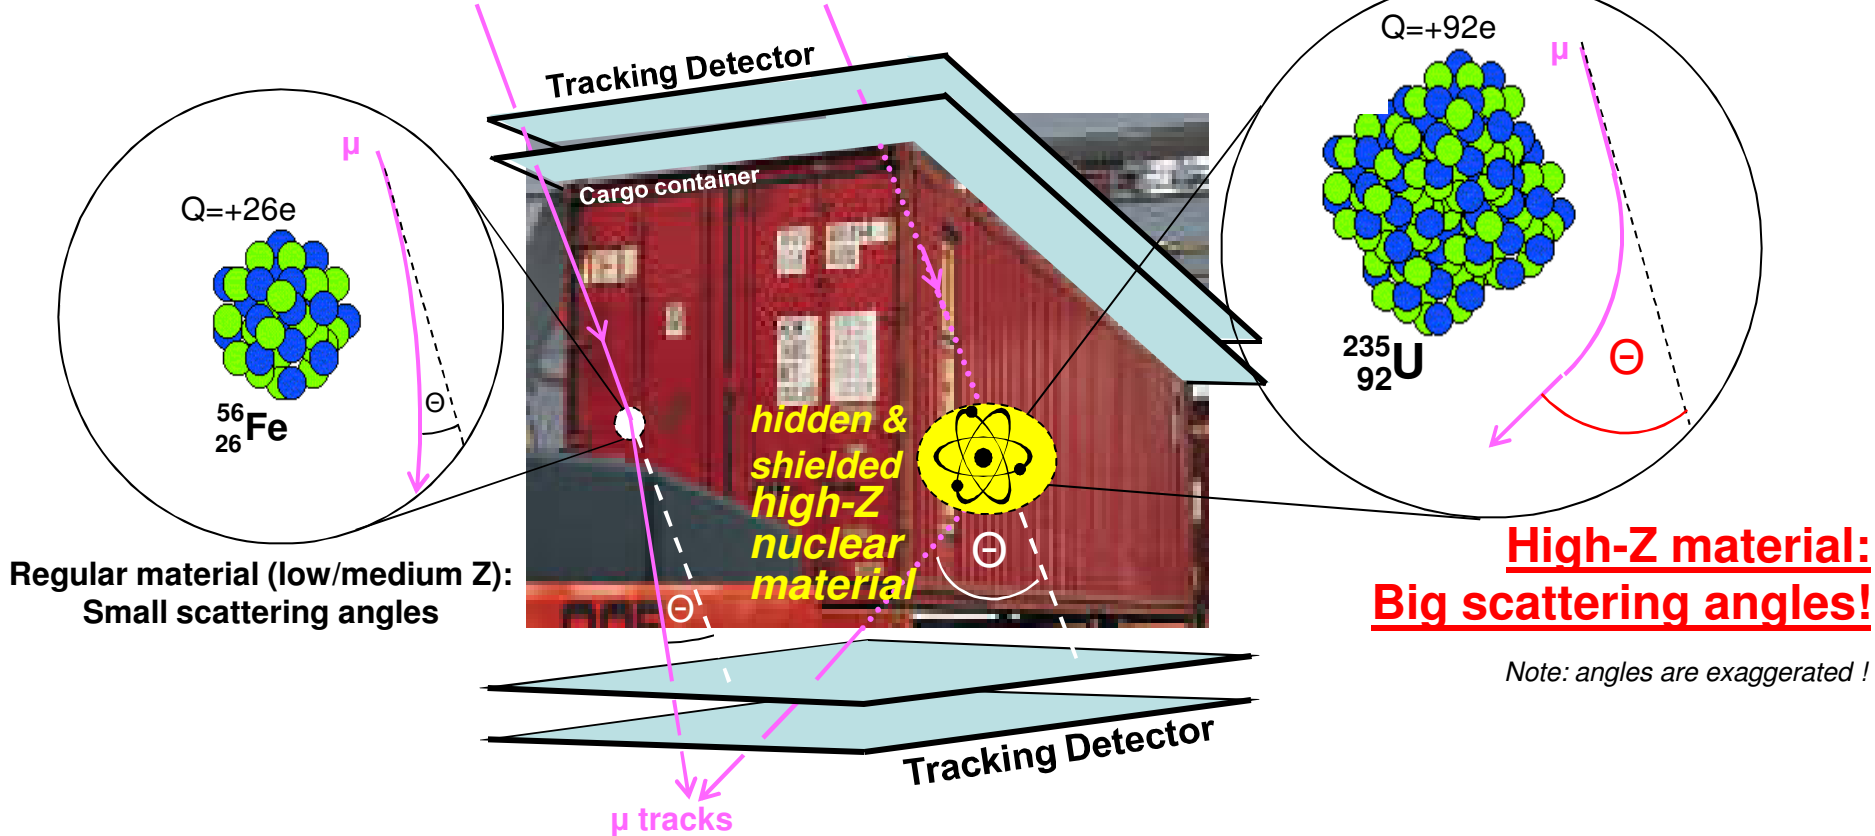 Q=+92e
μ
Tracking Detector
μ
Cargo container
Q=+26e
235
92U
Θ
56
26Fe
Θ
hidden &
shielded
high-Z
nuclear
material
Θ
Θ
High-Z material:
Big scattering angles!
Regular material (low/medium Z):
Small scattering angles
Note: angles are exaggerated !
Tracking Detector
μ tracks